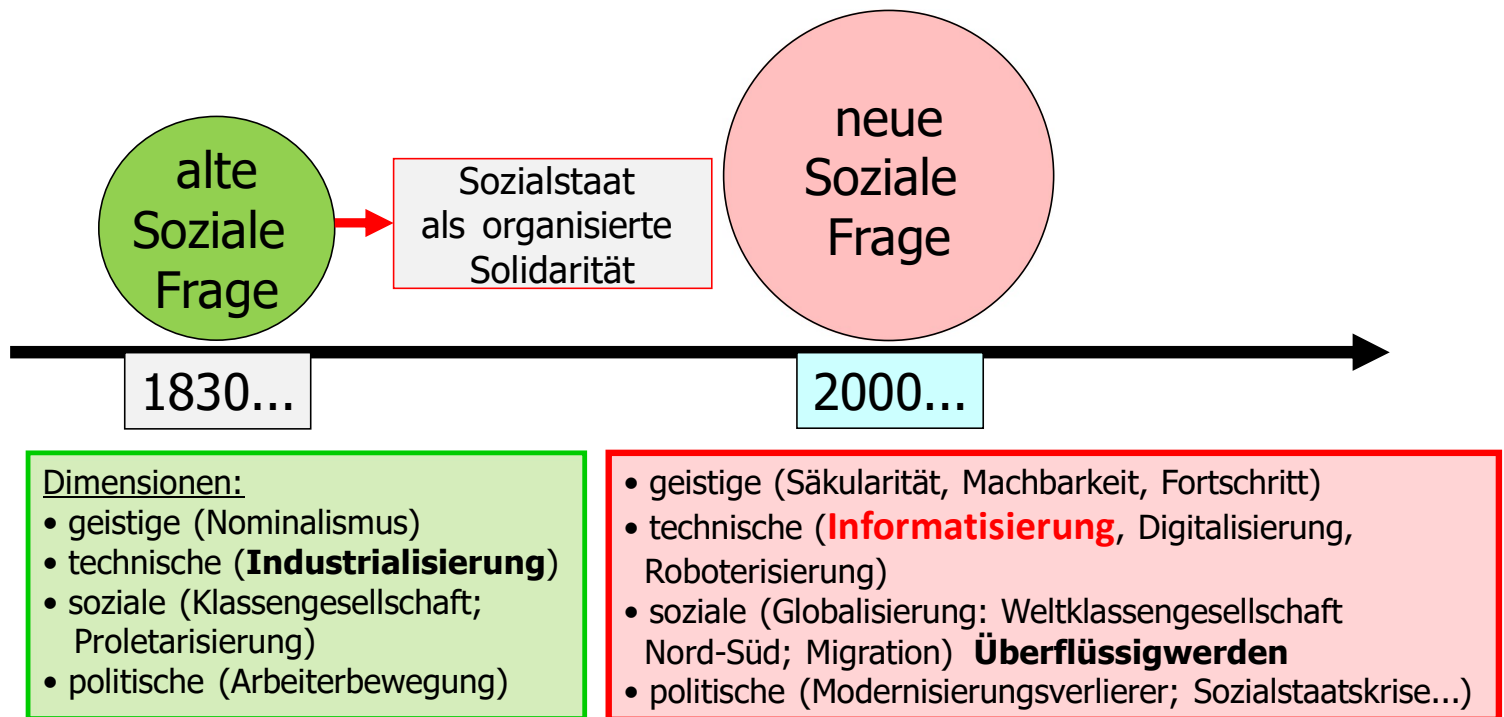 alte
Soziale
Frage
Sozialstaat
als organisierte
Solidarität
neue
Soziale
Frage
1830...
2000...
Dimensionen:
• geistige (Nominalismus)
• technische (Industrialisierung)
• soziale (Klassengesellschaft;
Proletarisierung)
• politische (Arbeiterbewegung)
• geistige (Säkularität, Machbarkeit, Fortschritt)
• technische (Informatisierung, Digitalisierung,
Roboterisierung)
• soziale (Globalisierung: Weltklassengesellschaft
Nord-Süd; Migration) Überflüssigwerden
• politische (Modernisierungsverlierer; Sozialstaatskrise...)